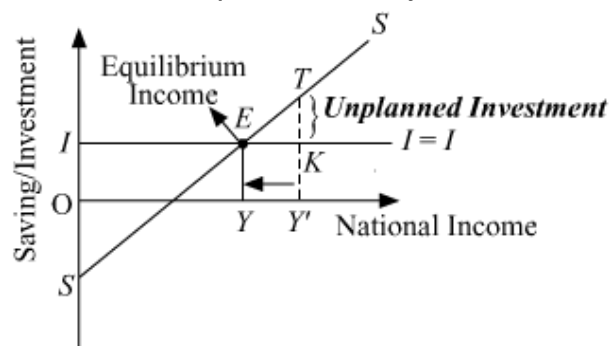 S
Equilibrium
Income
T
E
Unplanned Investment
I
I = I
K
O
Y
Y'
National Income
S
Saving/Investment